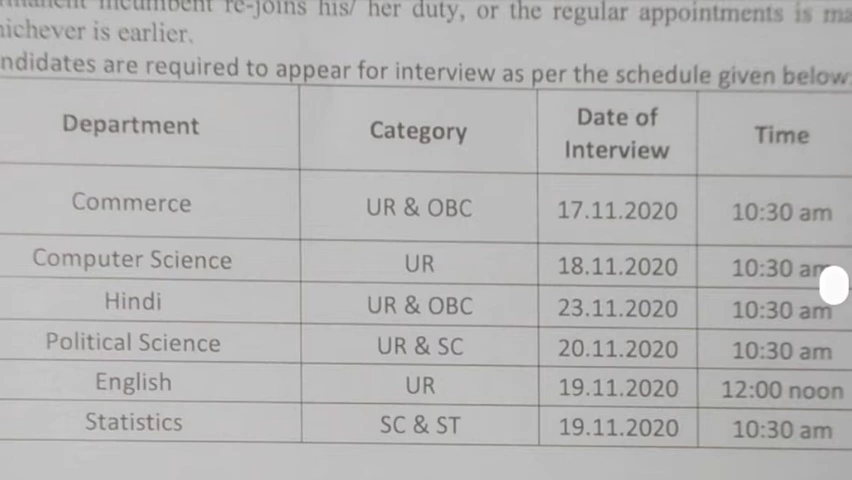 incumbent re-joins his/ her duty, or the regular appointments is
is earlier.
are required to appear for interview as per the schedule given below
Department Category Date of Interview Time
Commerce UR & OBC 17.11.2020 10:30 am
Computer Science UR 18.11.2020 10:30 am
Hindi UR & OBC 23.11.2020 10:30 am
Political Science UR & SC 20.11.2020 10:30 am
English UR 19.11.2020 12:00 noon
Statistics SC & ST 19.11.2020 10:30 am